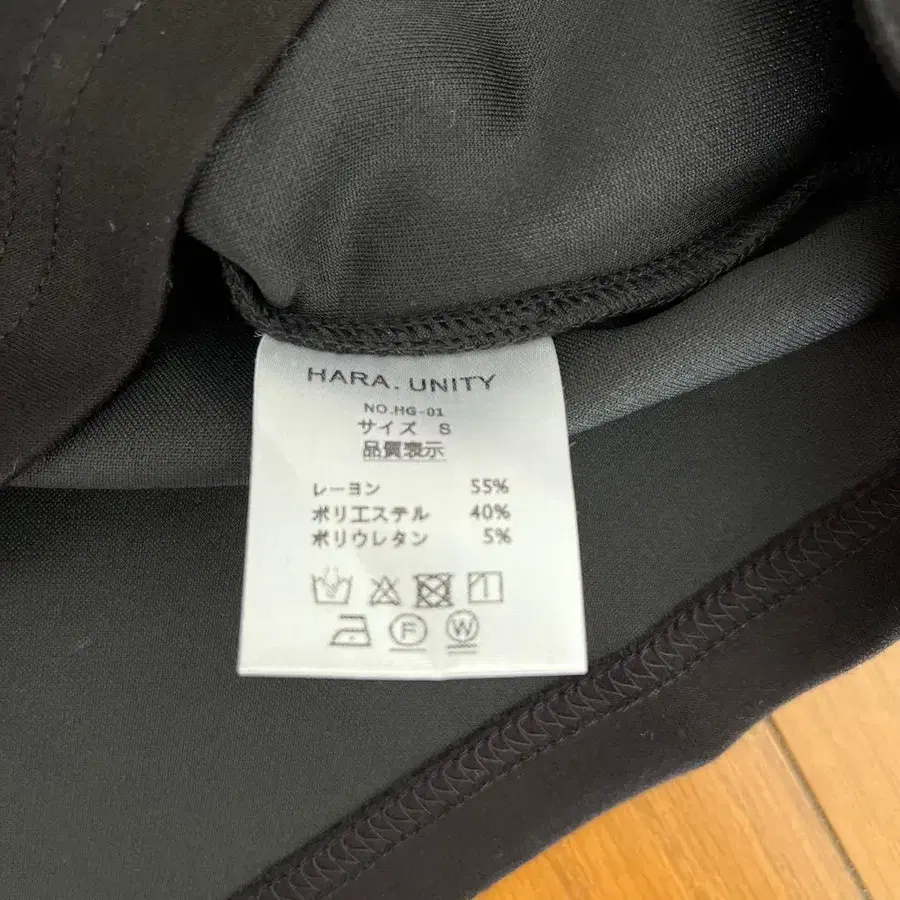 HARA. UNITY
NO.HG-01
サイズ S
品質表示
レーヨン 55%
ポリエステル 40%
ポリウレタン 5%
F W